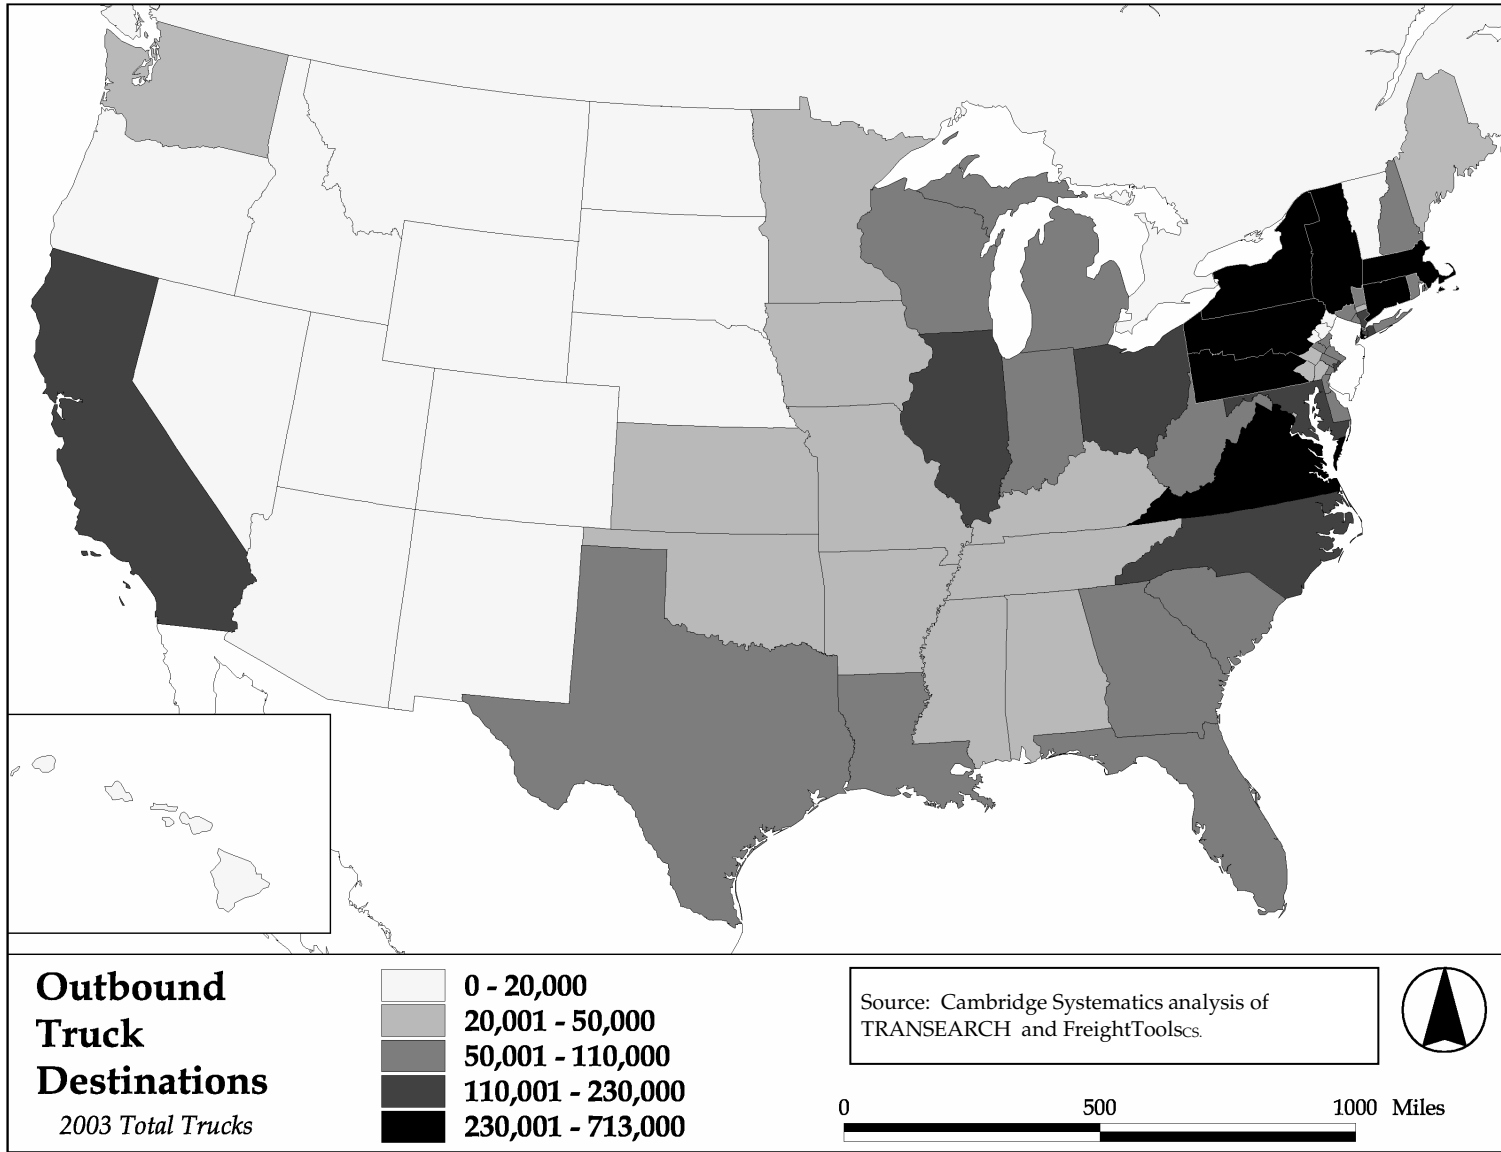 Outbound
Truck
Destinations
2003 Total Trucks
0 - 20,000
20,001 - 50,000
50,001 - 110,000
110,001 - 230,000
230,001 - 713,000
Source:  Cambridge Systematics analysis of
TRANSEARCH  and FreightToolsCS.
0 500 1000 Miles